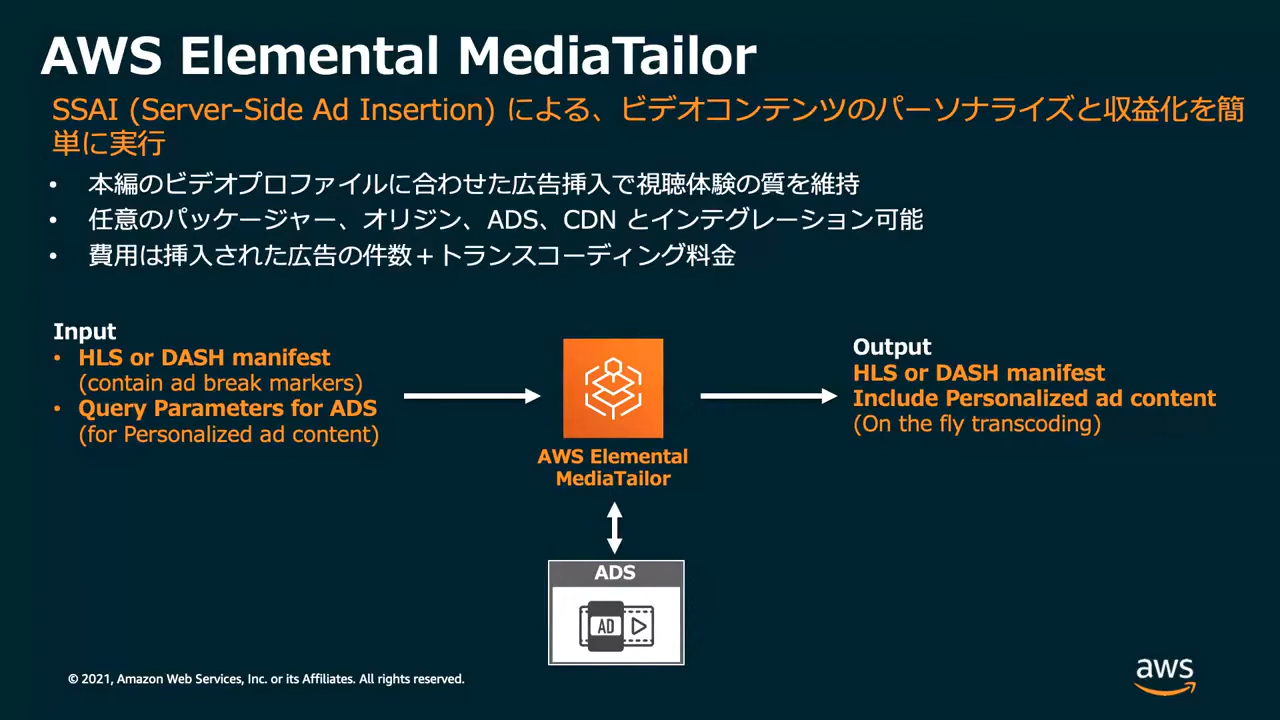 AWS Elemental MediaTailor
SSAI (Server-Side Ad Insertion) による、ビデオコンテンツのパーソナライズと収益化を簡
単に実行
• 本編のビデオプロファイルに合わせた広告挿入で視聴体験の質を維持
• 任意のパッケージャー、オリジン、ADS、CDN とインテグレーション可能
• 費用は挿入された広告の件数＋トランスコーディング料金
Input
• HLS or DASH manifest
(contain ad break markers)
• Query Parameters for ADS
(for Personalized ad content)
AWS Elemental
MediaTailor
Output
HLS or DASH manifest
Include Personalized ad content
(On the fly transcoding)
ADS
AD
© 2021, Amazon Web Services, Inc. or its Affiliates. All rights reserved.
aws